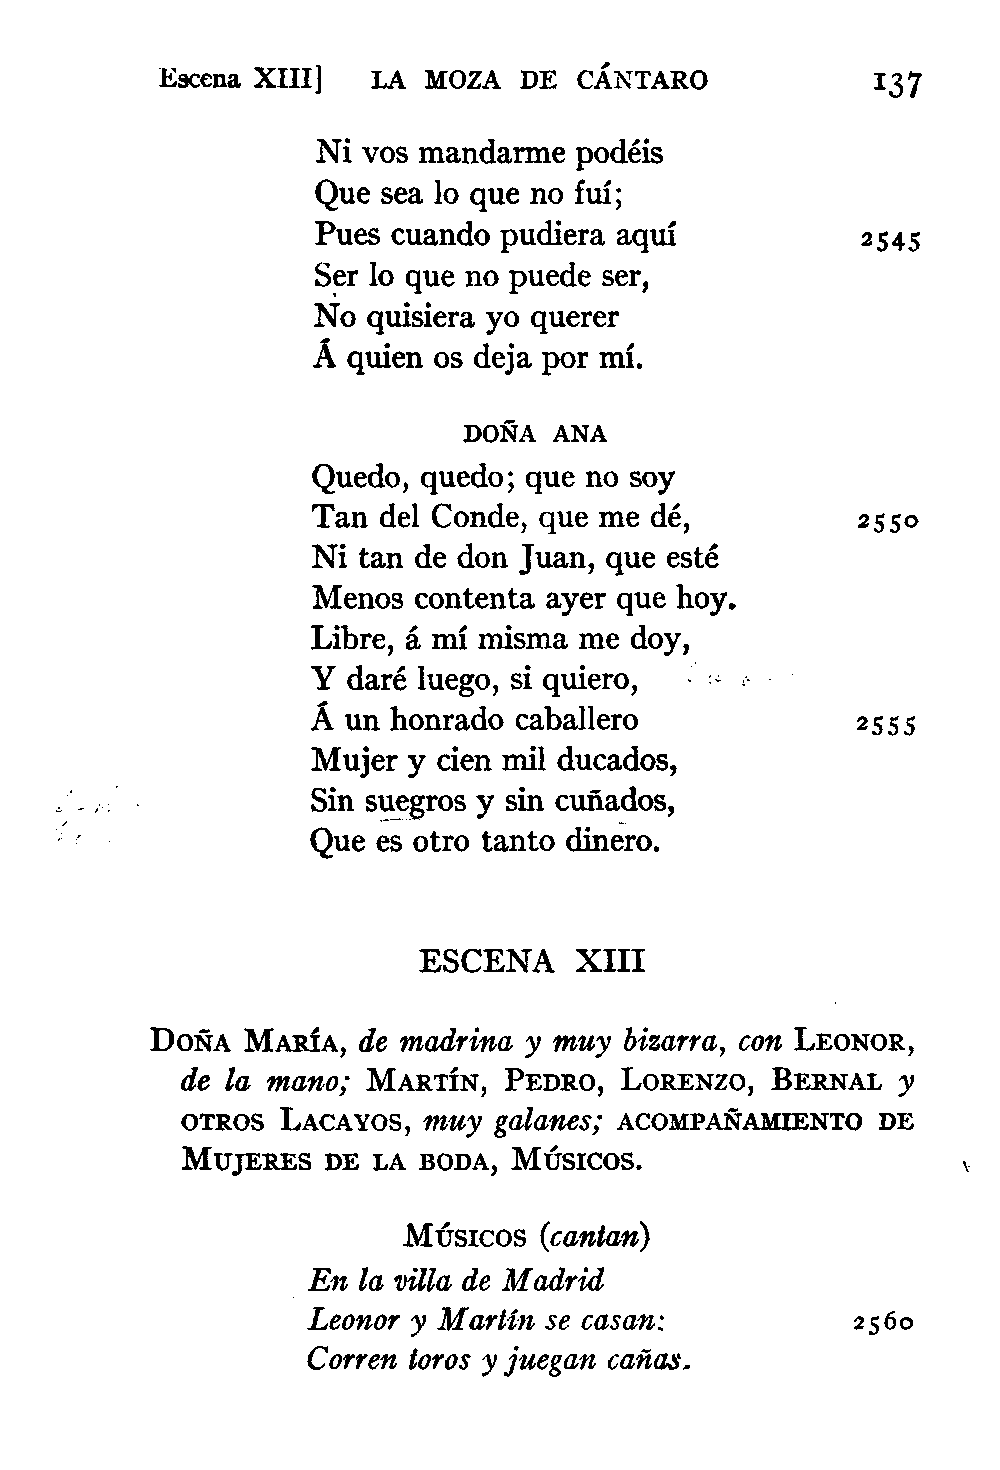 Escena XIII] LA MOZA DE CÁNTARO 137
Ni vos mandarme podéis
Que sea lo que no fuí;
Pues cuando pudiera aquí 2545
Ser lo que no puede ser,
No quisiera yo querer
Á quien os deja por mí.
DOÑA ANA
Quedo, quedo; que no soy
Tan del Conde, que me dé, 2550
Ni tan de don Juan, que esté
Menos contenta ayer que hoy.
Libre, á mí misma me doy,
Y daré luego, si quiero,
Á un honrado caballero 2555
Mujer y cien mil ducados,
Sin suegros y sin cuñados,
Que es otro tanto dinero.
ESCENA XIII
DOÑA MARÍA, de madrina y muy bizarra, con LEONOR,
de la mano; MARTÍN, PEDRO, LORENZO, BERNAL y
OTROS LACAYOS, muy galanes; ACOMPAÑAMIENTO DE
MUJERES DE LA BODA, MÚSICOS.
MÚSICOS (cantan)
En la villa de Madrid
Leonor y Martín se casan: 2560
Corren toros y juegan cañas.